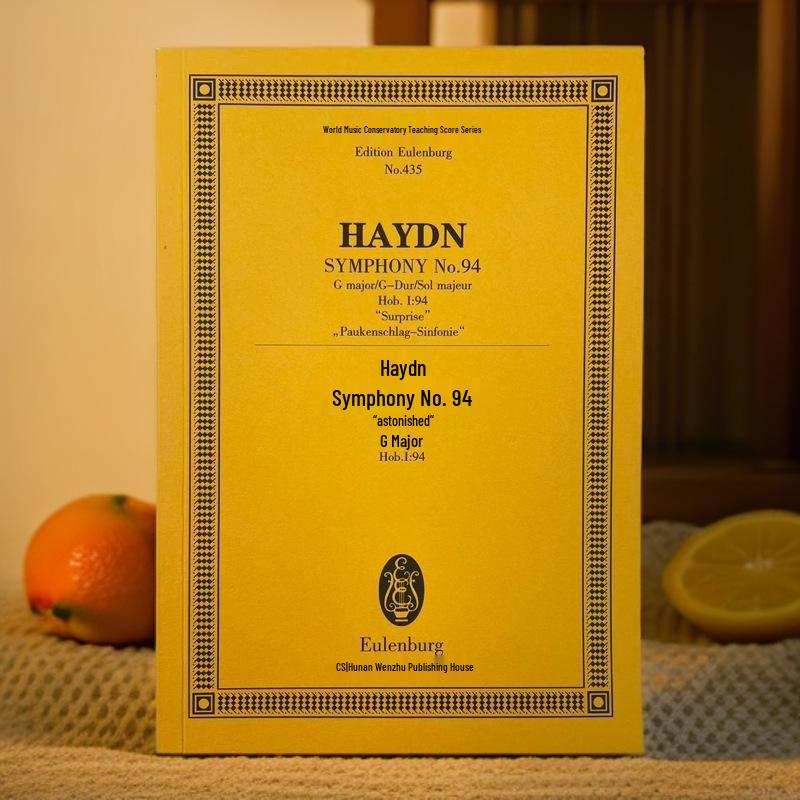 World Music Conservatory Teaching Score Series
Edition Eulenburg
No.435
HAYDN
SYMPHONY No.94
G major/G–Dur/Sol majeur
Hob. I:94
“Surprise”
„Paukenschlag–Sinfonie“
Haydn
Symphony No. 94
“astonished”
G Major
Hob.I:94
Eulenburg
CS|Hunan Wenzhu Publishing House